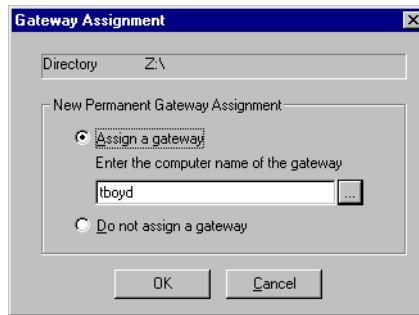 Gateway Assignment
Directory Z:\
New Permanent Gateway Assignment
Assign a gateway
Enter the computer name of the gateway
tboyd ...
Do not assign a gateway
OK Cancel